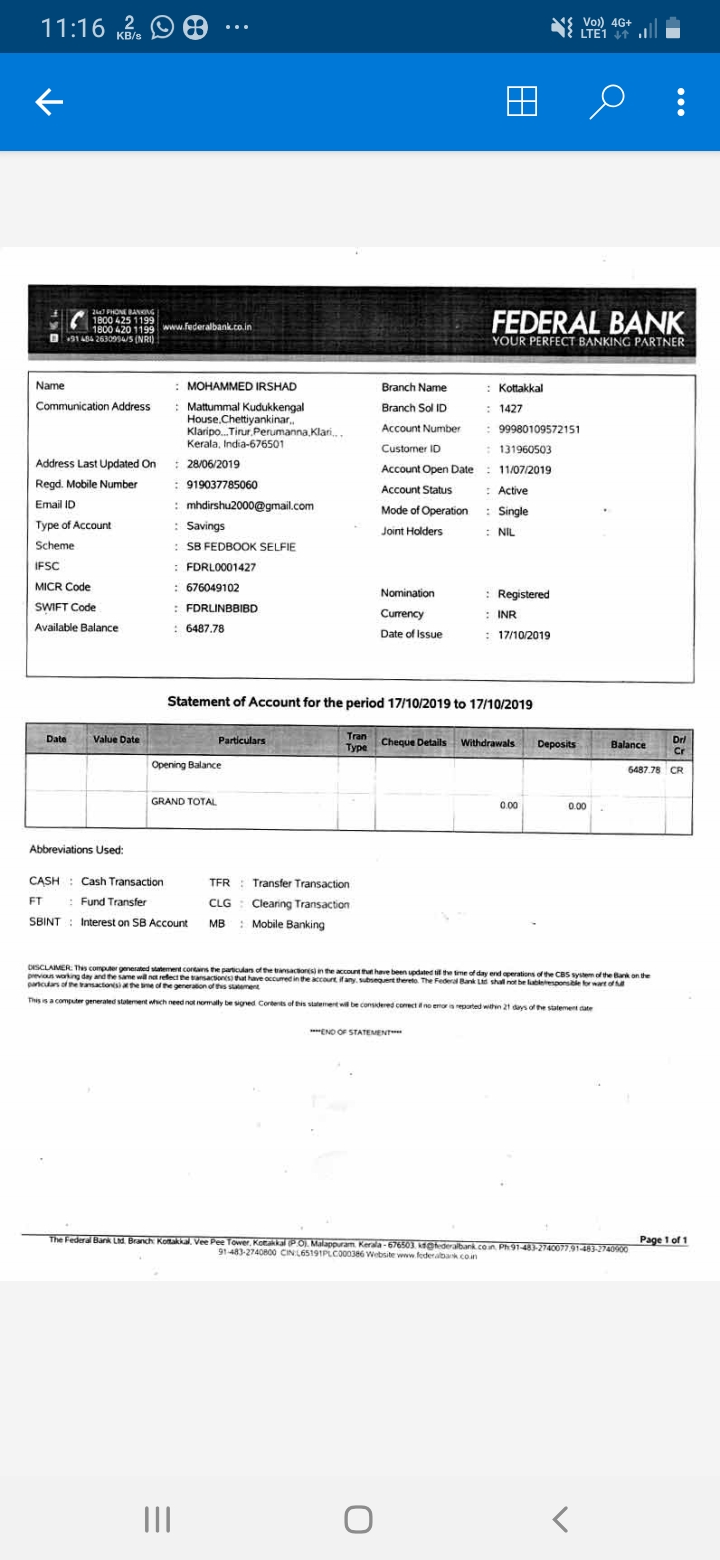 11:16 2 KB/s ...
Vo) 4G+
LTE1
24x7 PHONE BANKING
1800 425 1199
1800 420 1199 www.federalbank.co.in
+91 484 2630994/5 (NRI)
FEDERAL BANK
YOUR PERFECT BANKING PARTNER
Name : MOHAMMED IRSHAD
Communication Address : Mattummal Kudukkengal
House,Chettiyankinar,,
Klaripo,,,Tirur,Perumanna,Klari,, ,
Kerala, India-676501
Address Last Updated On : 28/06/2019
Regd. Mobile Number : 919037785060
Email ID : mhdirshu2000@gmail.com
Type of Account : Savings
Scheme : SB FEDBOOK SELFIE
IFSC : FDRL0001427
MICR Code : 676049102
SWIFT Code : FDRLINBBIBD
Available Balance : 6487.78
Branch Name : Kottakkal
Branch Sol ID : 1427
Account Number : 99980109572151
Customer ID : 131960503
Account Open Date : 11/07/2019
Account Status : Active
Mode of Operation : Single
Joint Holders : NIL
Nomination : Registered
Currency : INR
Date of Issue : 17/10/2019
Statement of Account for the period 17/10/2019 to 17/10/2019
Date Value Date Particulars Tran Type Cheque Details Withdrawals Deposits Balance Dr/ Cr
Opening Balance 6487.78 CR
GRAND TOTAL 0.00 0.00
Abbreviations Used:
CASH : Cash Transaction TFR : Transfer Transaction
FT : Fund Transfer CLG : Clearing Transaction
SBINT : Interest on SB Account MB : Mobile Banking
DISCLAIMER: This computer generated statement contains the particulars of the transaction(s) in the account that have been updated till the time of day end operations of the CBS system of the Bank on the
previous working day and the same will not reflect the transaction(s) that have occurred in the account, if any, subsequent thereto. The Federal Bank Ltd. shall not be liable/responsible for want of full
particulars of the transaction(s) at the time of the generation of this statement
This is a computer generated statement which need not normally be signed. Contents of this statement will be considered correct if no error is reported within 21 days of the statement date
****END OF STATEMENT****
The Federal Bank Ltd. Branch: Kottakkal, Vee Pee Tower, Kottakkal (P.O), Malappuram, Kerala - 676503, ktl@federalbank.co.in, Ph:91-483-2740077,91-483-2740900
91-483-2740800 CIN:L65191PLC000386 Website:www.federalbank.co.in
Page 1 of 1